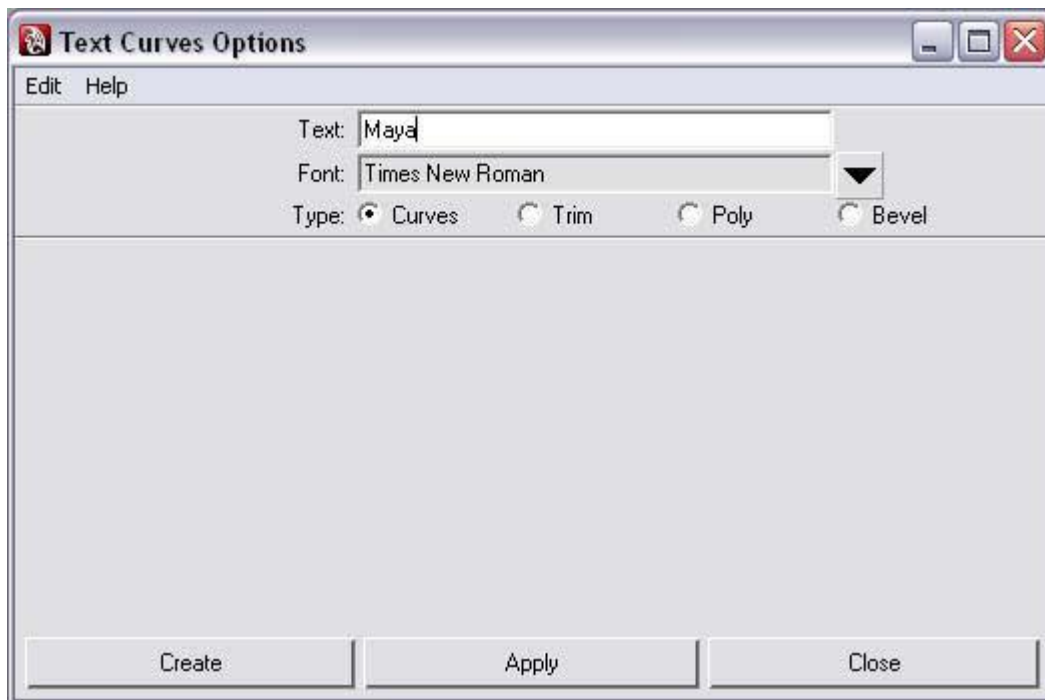 Text Curves Options
Edit Help
Text: Maya
Font: Times New Roman
Type: Curves Trim Poly Bevel
Create Apply Close